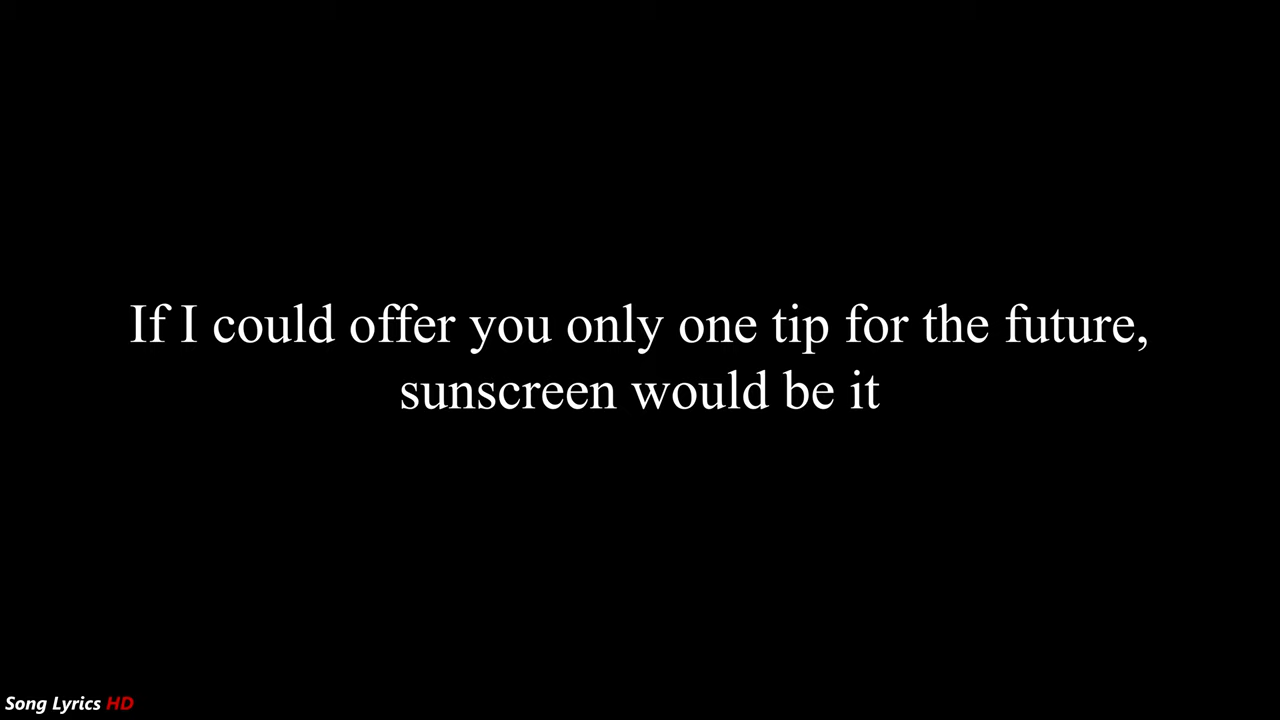 If I could offer you only one tip for the future,
sunscreen would be it
Song Lyrics HD